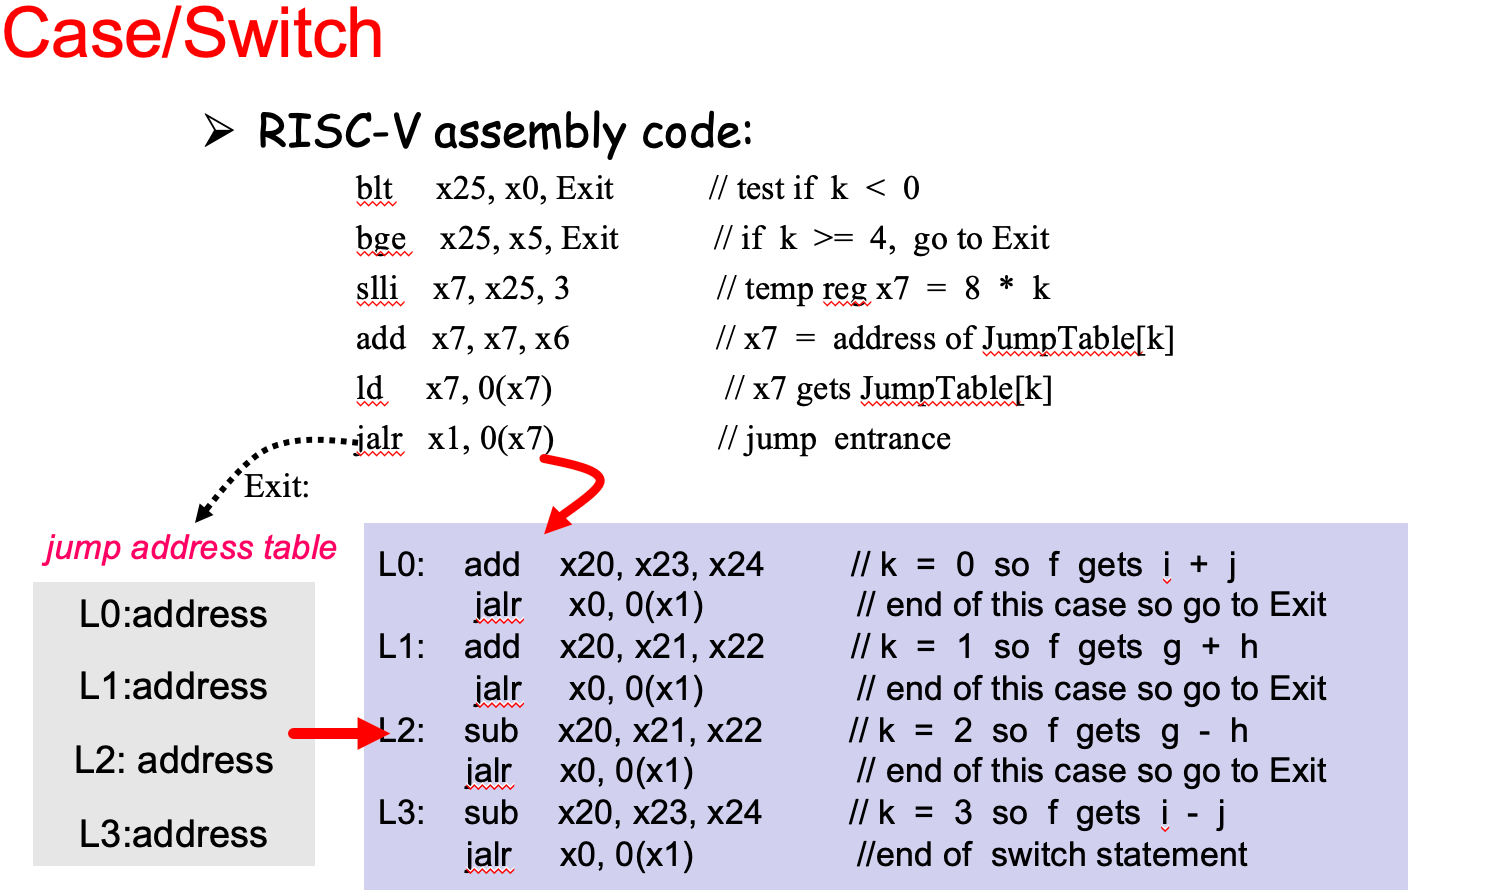 Case/Switch
➢ RISC-V assembly code:
blt x25, x0, Exit // test if k < 0
bge x25, x5, Exit // if k >= 4, go to Exit
slli x7, x25, 3 // temp reg x7 = 8 * k
add x7, x7, x6 // x7 = address of JumpTable[k]
ld x7, 0(x7) // x7 gets JumpTable[k]
jalr x1, 0(x7) // jump entrance
Exit:
jump address table
L0:address
L1:address
L2: address
L3:address
L0: add x20, x23, x24 // k = 0 so f gets i + j
jalr x0, 0(x1) // end of this case so go to Exit
L1: add x20, x21, x22 // k = 1 so f gets g + h
jalr x0, 0(x1) // end of this case so go to Exit
L2: sub x20, x21, x22 // k = 2 so f gets g - h
jalr x0, 0(x1) // end of this case so go to Exit
L3: sub x20, x23, x24 // k = 3 so f gets i - j
jalr x0, 0(x1) //end of switch statement